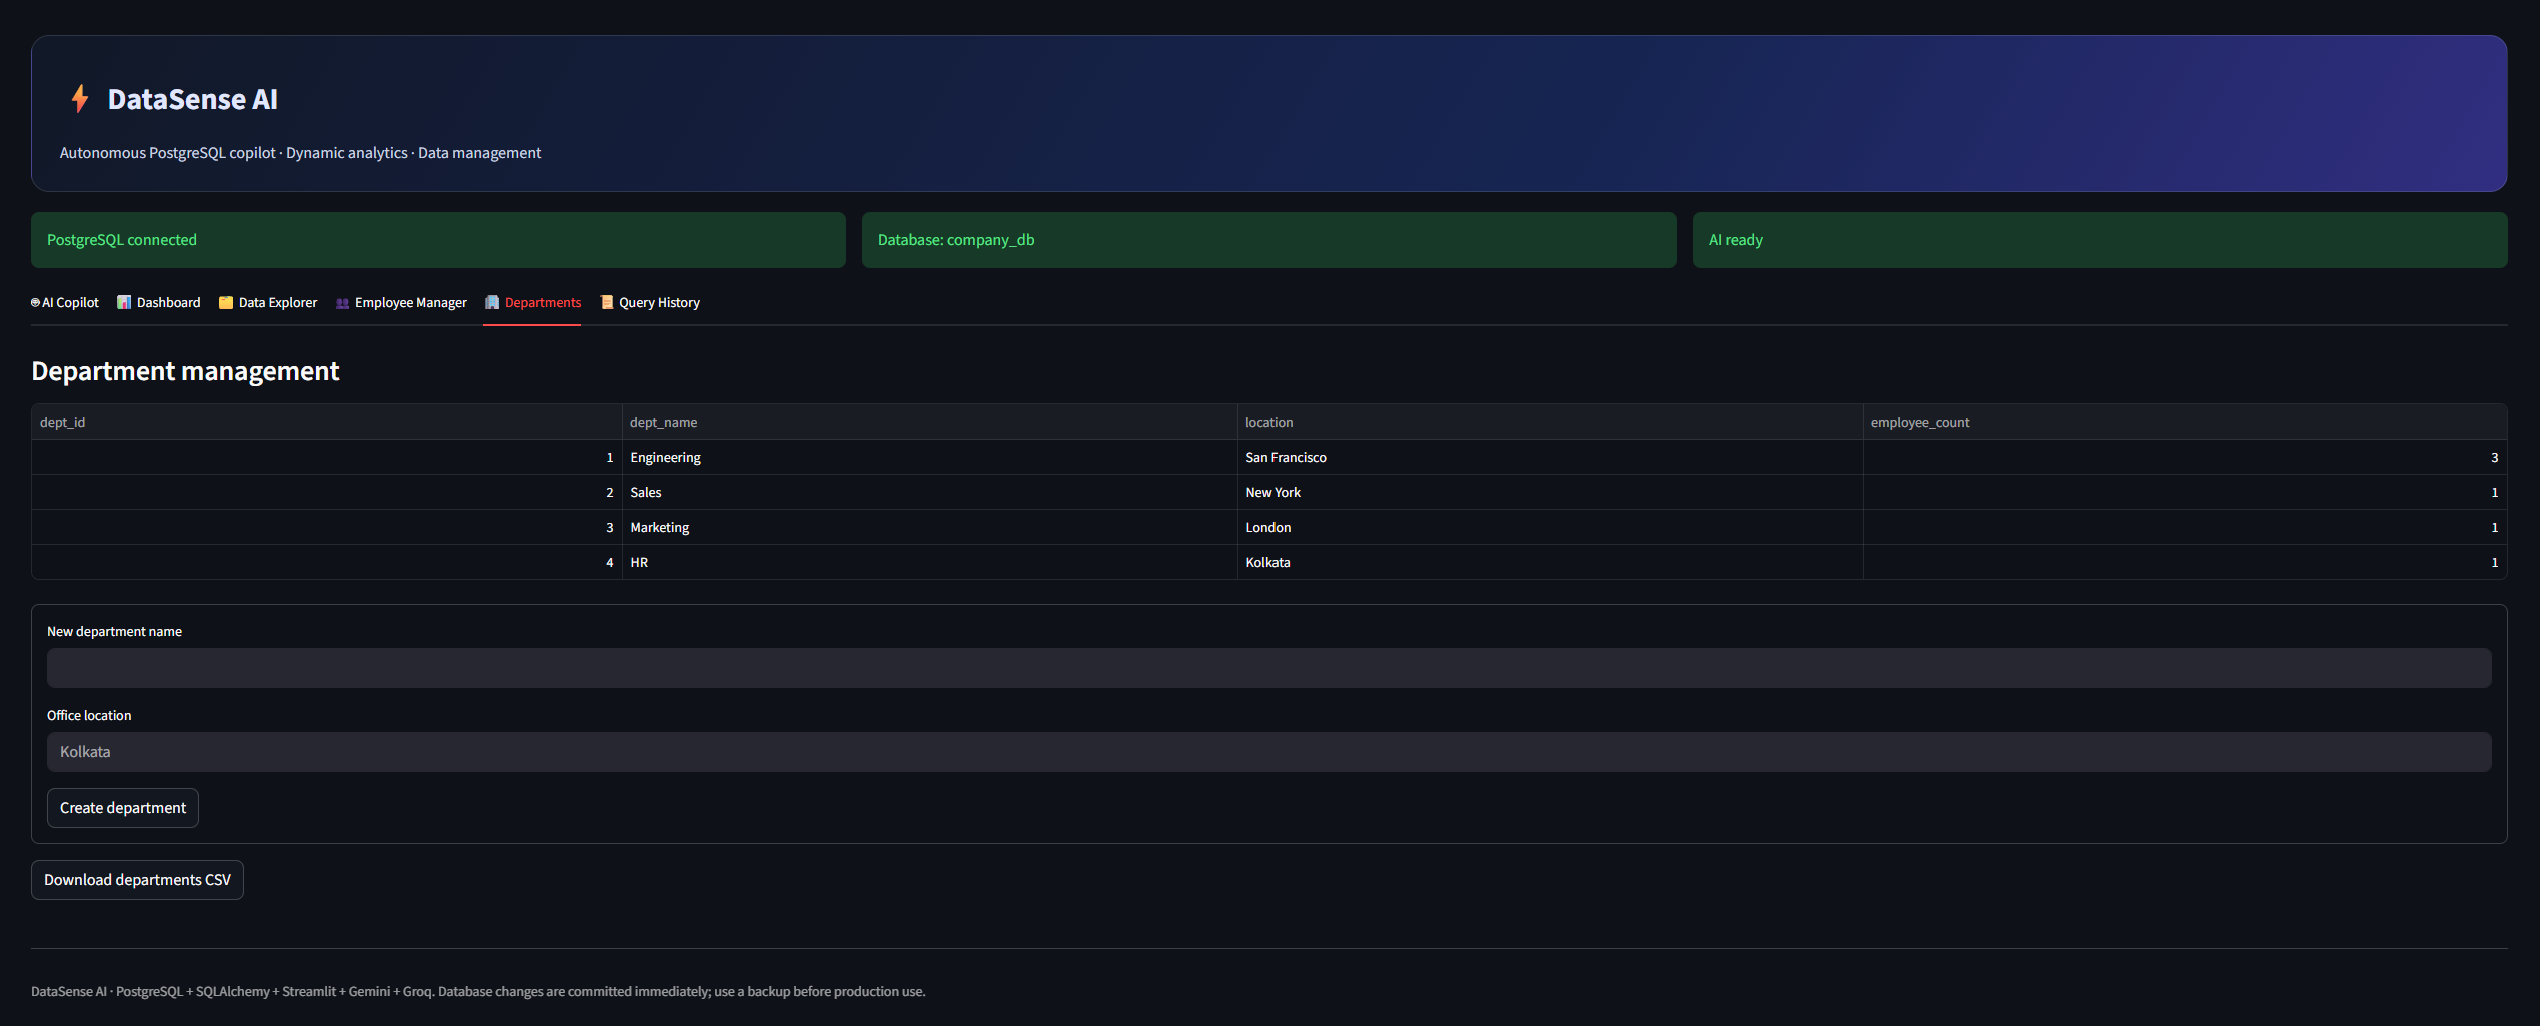 DataSense AI
Autonomous PostgreSQL copilot · Dynamic analytics · Data management
PostgreSQL connected
Database: company_db
AI ready
AI Copilot Dashboard Data Explorer Employee Manager Departments Query History
Department management
dept_id dept_name location employee_count
1 Engineering San Francisco 3
2 Sales New York 1
3 Marketing London 1
4 HR Kolkata 1
New department name
Office location
Kolkata
Create department
Download departments CSV
DataSense AI · PostgreSQL + SQLAlchemy + Streamlit + Gemini + Groq. Database changes are committed immediately; use a backup before production use.